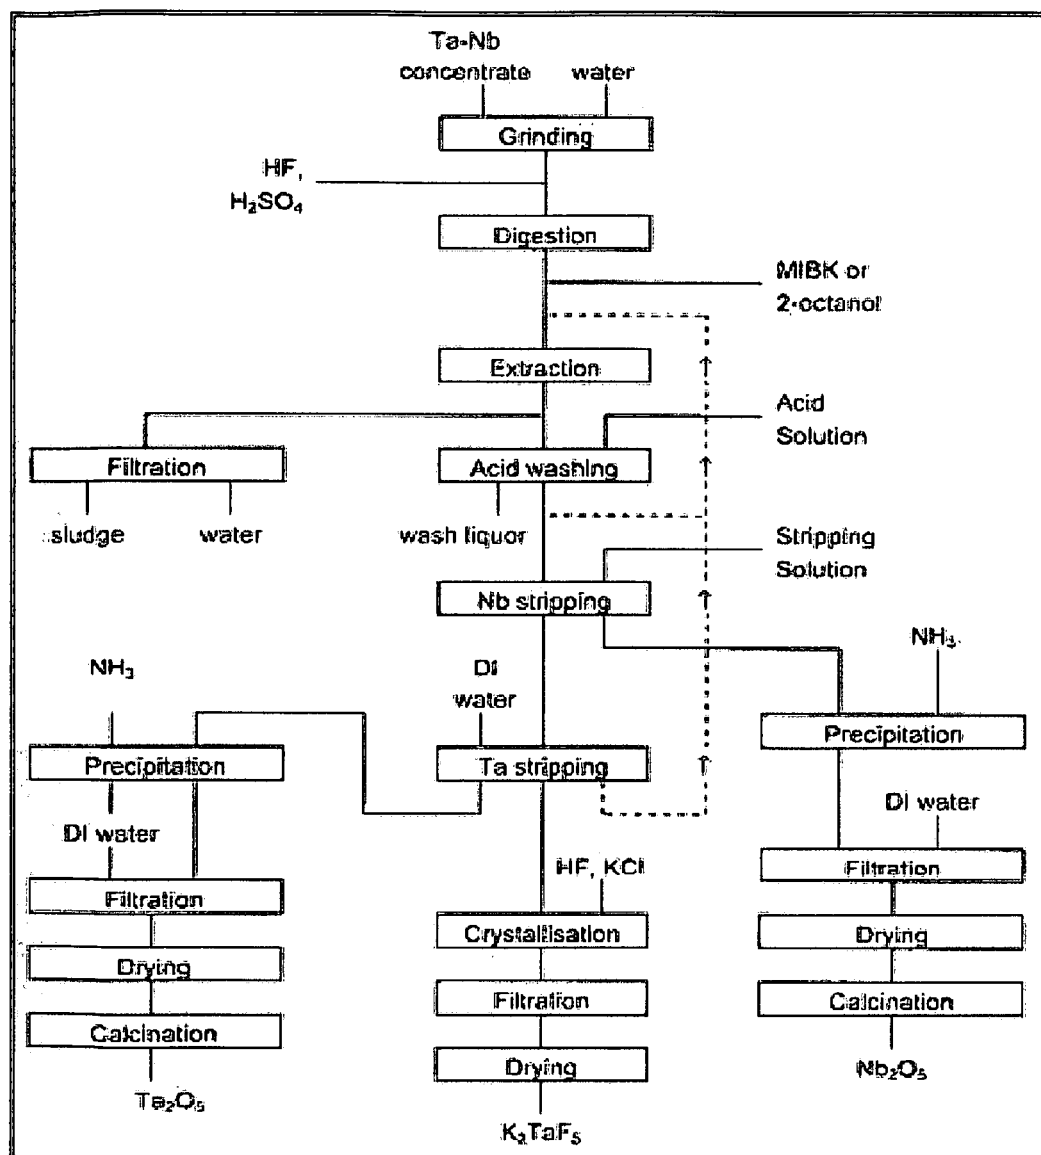 Ta-Nb
concentrate
water
Grinding
HF,
H₂SO₄
Digestion
MIBK or
2-octanol
Extraction
Acid
Solution
Filtration
Acid washing
sludge
water
wash liquor
Stripping
Solution
Nb stripping
NH₃
DI
water
NH₃
Precipitation
Ta stripping
Precipitation
DI water
DI water
HF, KCl
Filtration
Filtration
Crystallisation
Drying
Drying
Filtration
Calcination
Calcination
Drying
Ta₂O₅
Nb₂O₅
K₂TaF₅